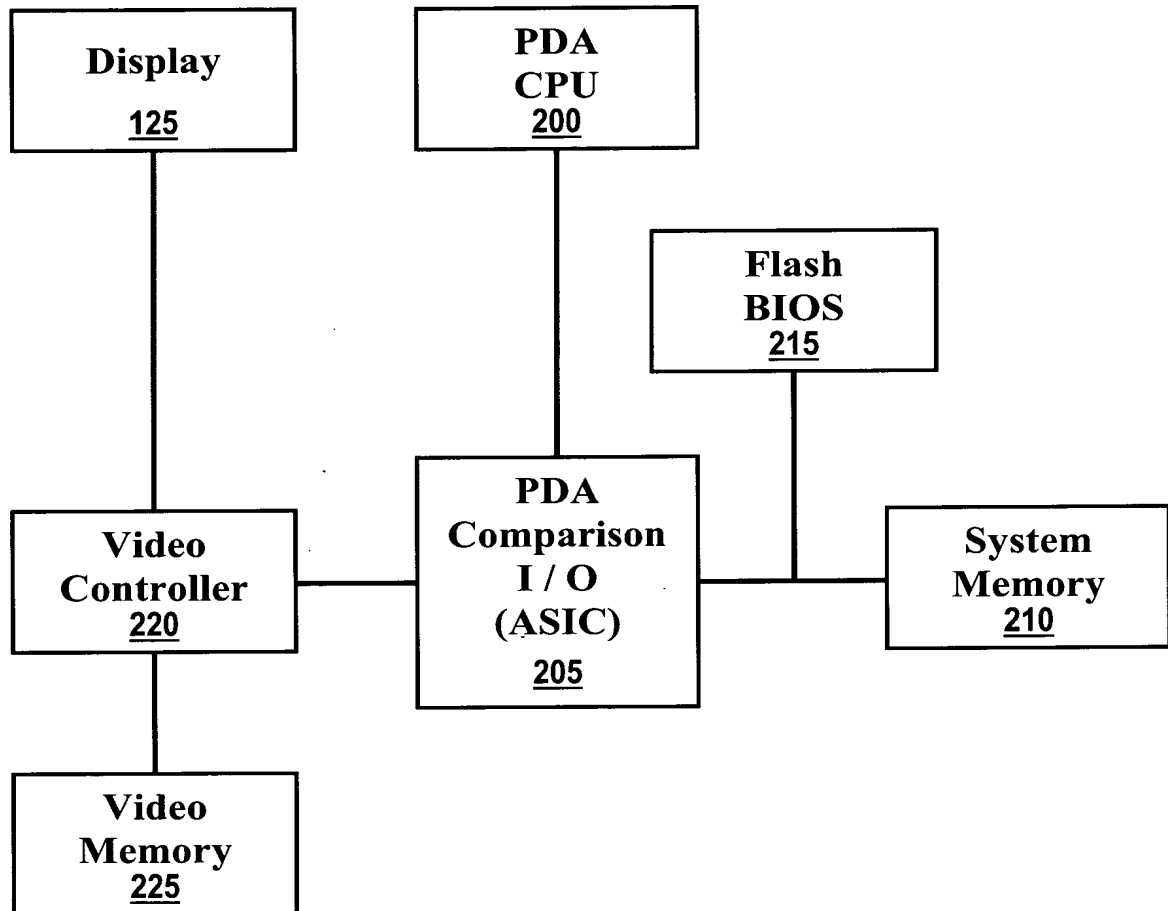 Display
125
PDA
CPU
200
Flash
BIOS
215
Video
Controller
220
PDA
Comparison
I / O
(ASIC)
205
System
Memory
210
Video
Memory
225